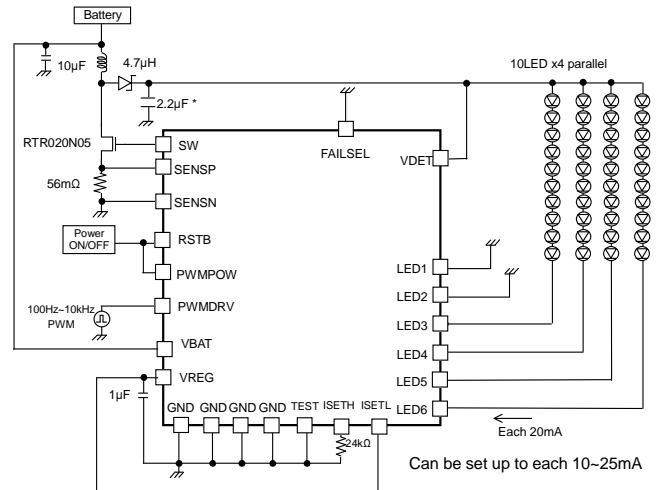 Battery
10µF
4.7µH
10LED x4 parallel
2.2µF *
RTR020N05
SW
FAILSEL
VDET
SENSP
56mΩ
SENSN
Power
ON/OFF
RSTB
PWMPOW
LED1
LED2
100Hz~10kHz
PWM
PWMDRV
LED3
VBAT
LED4
VREG
LED5
1µF
GND GND GND GND TEST ISETH ISETL
LED6
24kΩ
Each 20mA
Can be set up to each 10~25mA